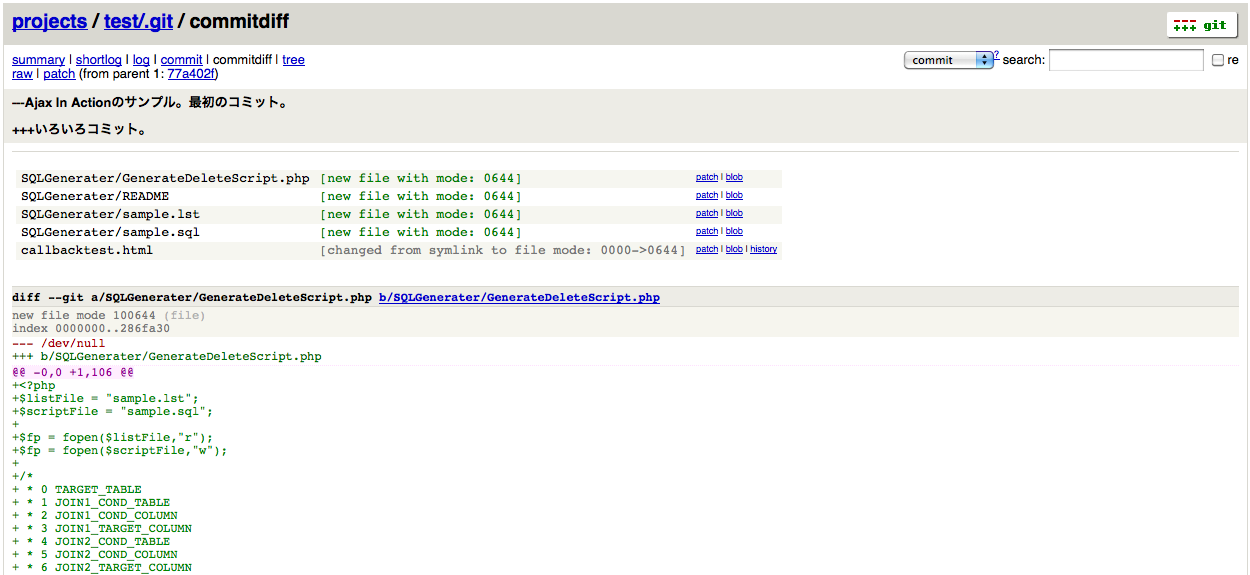 projects / test/.git / commitdiff
--- +++ git
summary | shortlog | log | commit | commitdiff | tree
commit ? search: re
raw | patch (from parent 1: 77a402f)
---Ajax In Actionのサンプル。最初のコミット。
+++いろいろコミット。
SQLGenerater/GenerateDeleteScript.php [new file with mode: 0644] patch | blob
SQLGenerater/README [new file with mode: 0644] patch | blob
SQLGenerater/sample.lst [new file with mode: 0644] patch | blob
SQLGenerater/sample.sql [new file with mode: 0644] patch | blob
callbacktest.html [changed from symlink to file mode: 0000->0644] patch | blob | history
diff --git a/SQLGenerater/GenerateDeleteScript.php b/SQLGenerater/GenerateDeleteScript.php
new file mode 100644 (file)
index 0000000..286fa30
--- /dev/null
+++ b/SQLGenerater/GenerateDeleteScript.php
@@ -0,0 +1,106 @@
+<?php
+$listFile = "sample.lst";
+$scriptFile = "sample.sql";
+
+$fp = fopen($listFile,"r");
+$fp = fopen($scriptFile,"w");
+
+/*
+ * 0 TARGET_TABLE
+ * 1 JOIN1_COND_TABLE
+ * 2 JOIN1_COND_COLUMN
+ * 3 JOIN1_TARGET_COLUMN
+ * 4 JOIN2_COND_TABLE
+ * 5 JOIN2_COND_COLUMN
+ * 6 JOIN2_TARGET_COLUMN